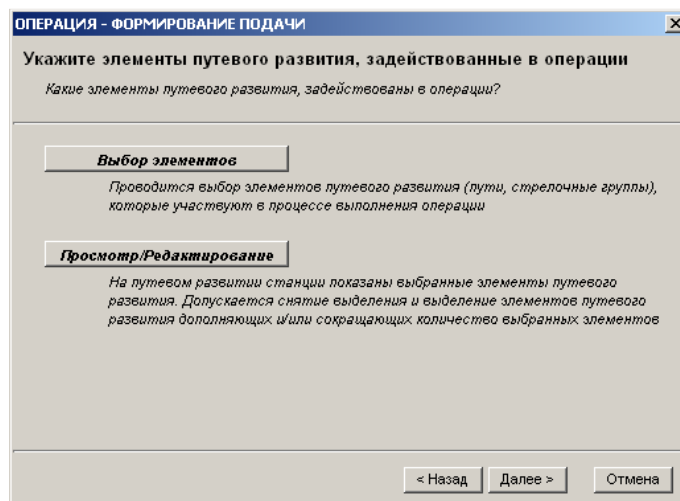 ОПЕРАЦИЯ - ФОРМИРОВАНИЕ ПОДАЧИ
Укажите элементы путевого развития, задействованные в операции
Какие элементы путевого развития, задействованы в операции?
Выбор элементов
Проводится выбор элементов путевого развития (пути, стрелочные группы),
которые участвуют в процессе выполнения операции
Просмотр/Редактирование
На путевом развитии станции показаны выбранные элементы путевого
развития. Допускается снятие выделения и выделение элементов путевого
развития дополняющих и/или сокращающих количество выбранных элементов
< Назад Далее > Отмена